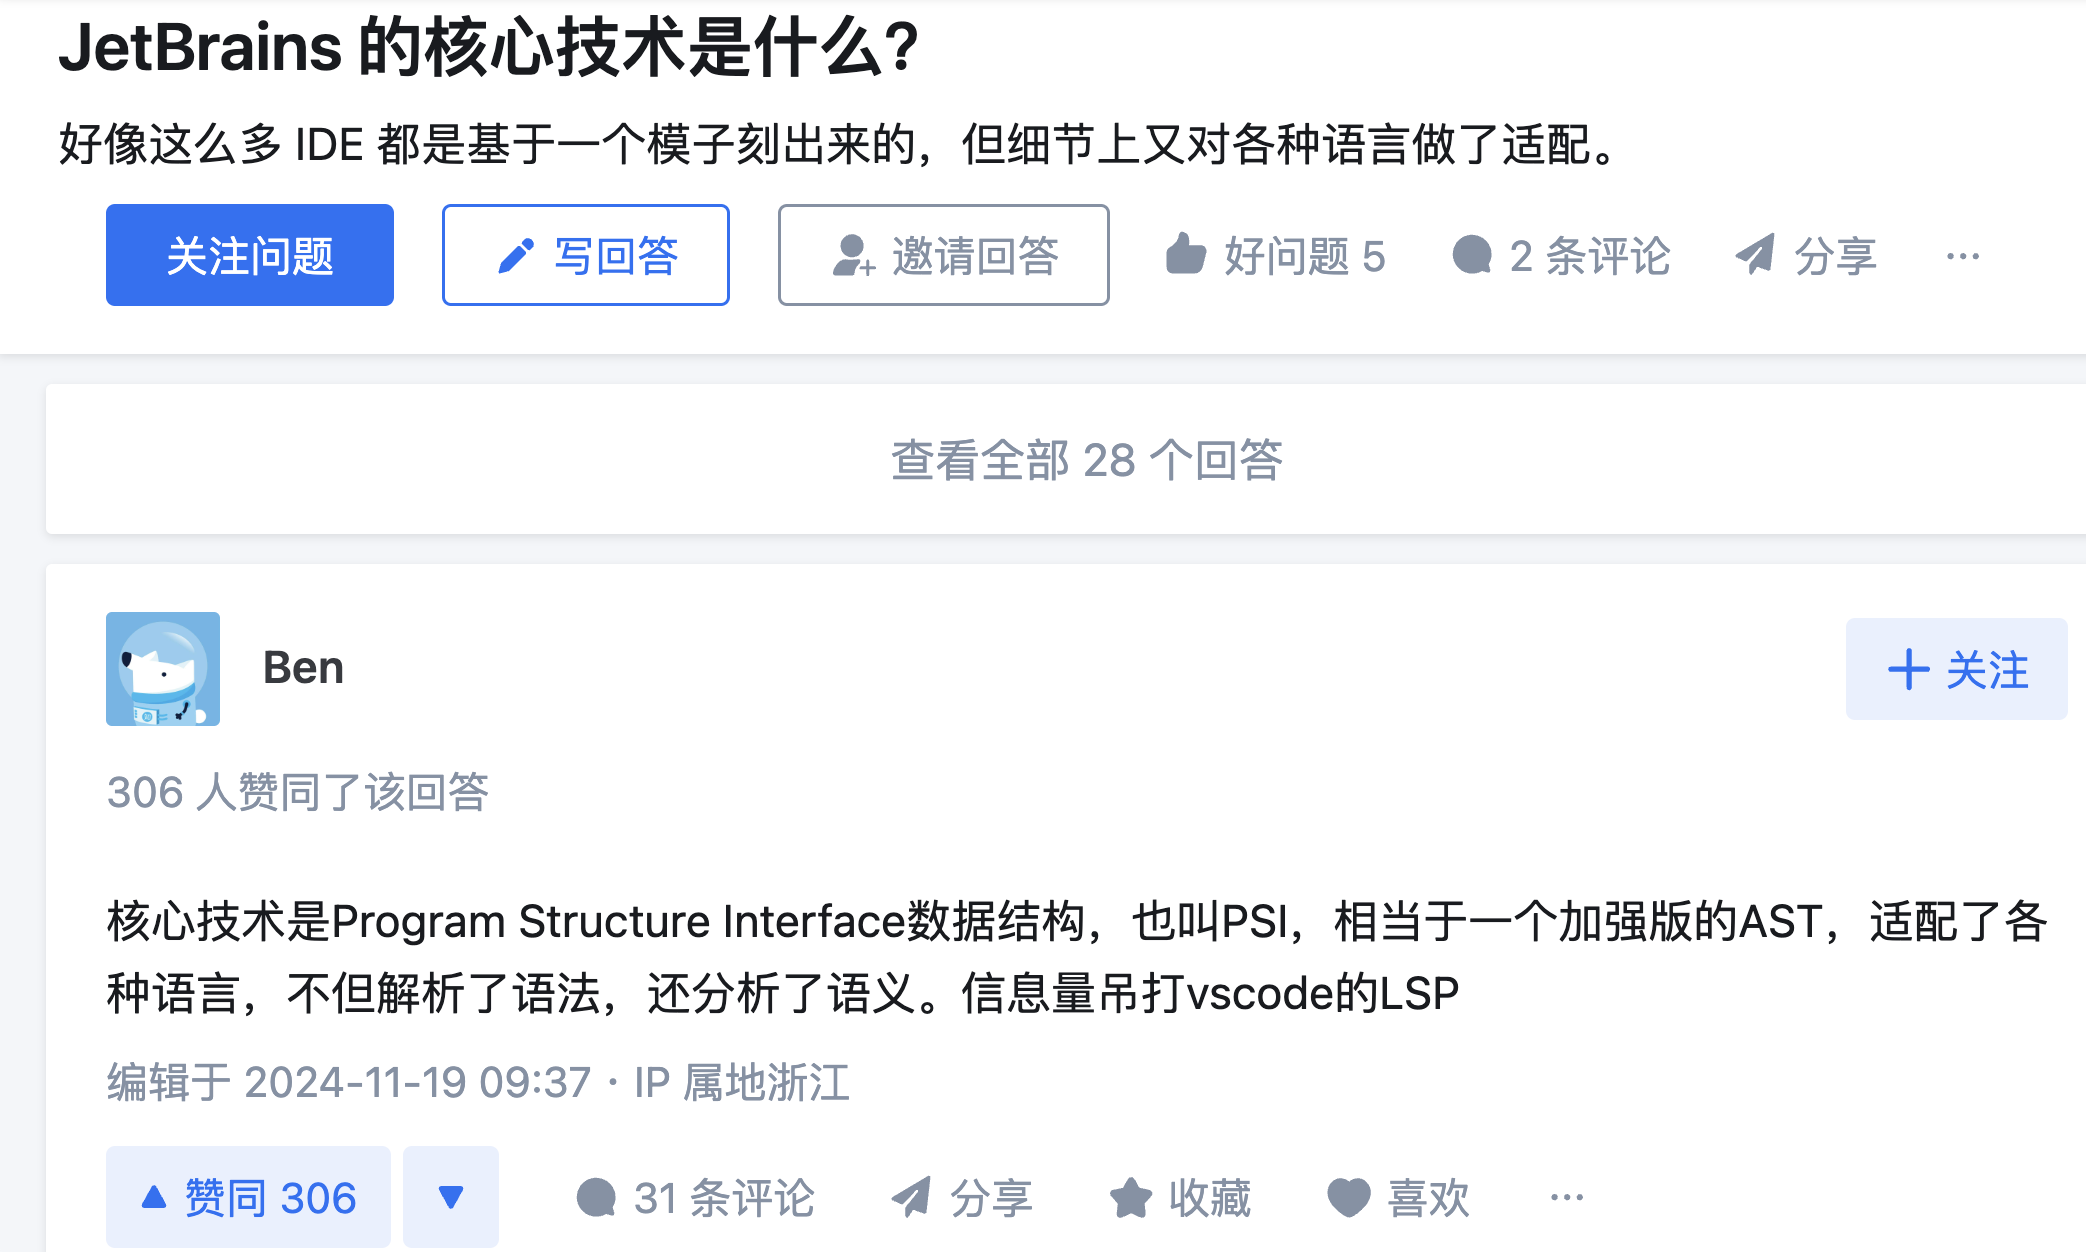 JetBrains 的核心技术是什么?
好像这么多 IDE 都是基于一个模子刻出来的，但细节上又对各种语言做了适配。
关注问题 写回答 邀请回答 好问题 5 2 条评论 分享 ···
查看全部 28 个回答
Ben
+ 关注
306 人赞同了该回答
核心技术是Program Structure Interface数据结构，也叫PSI，相当于一个加强版的AST，适配了各
种语言，不但解析了语法，还分析了语义。信息量吊打vscode的LSP
编辑于 2024-11-19 09:37 · IP 属地浙江
赞同 306 31 条评论 分享 收藏 喜欢 ···